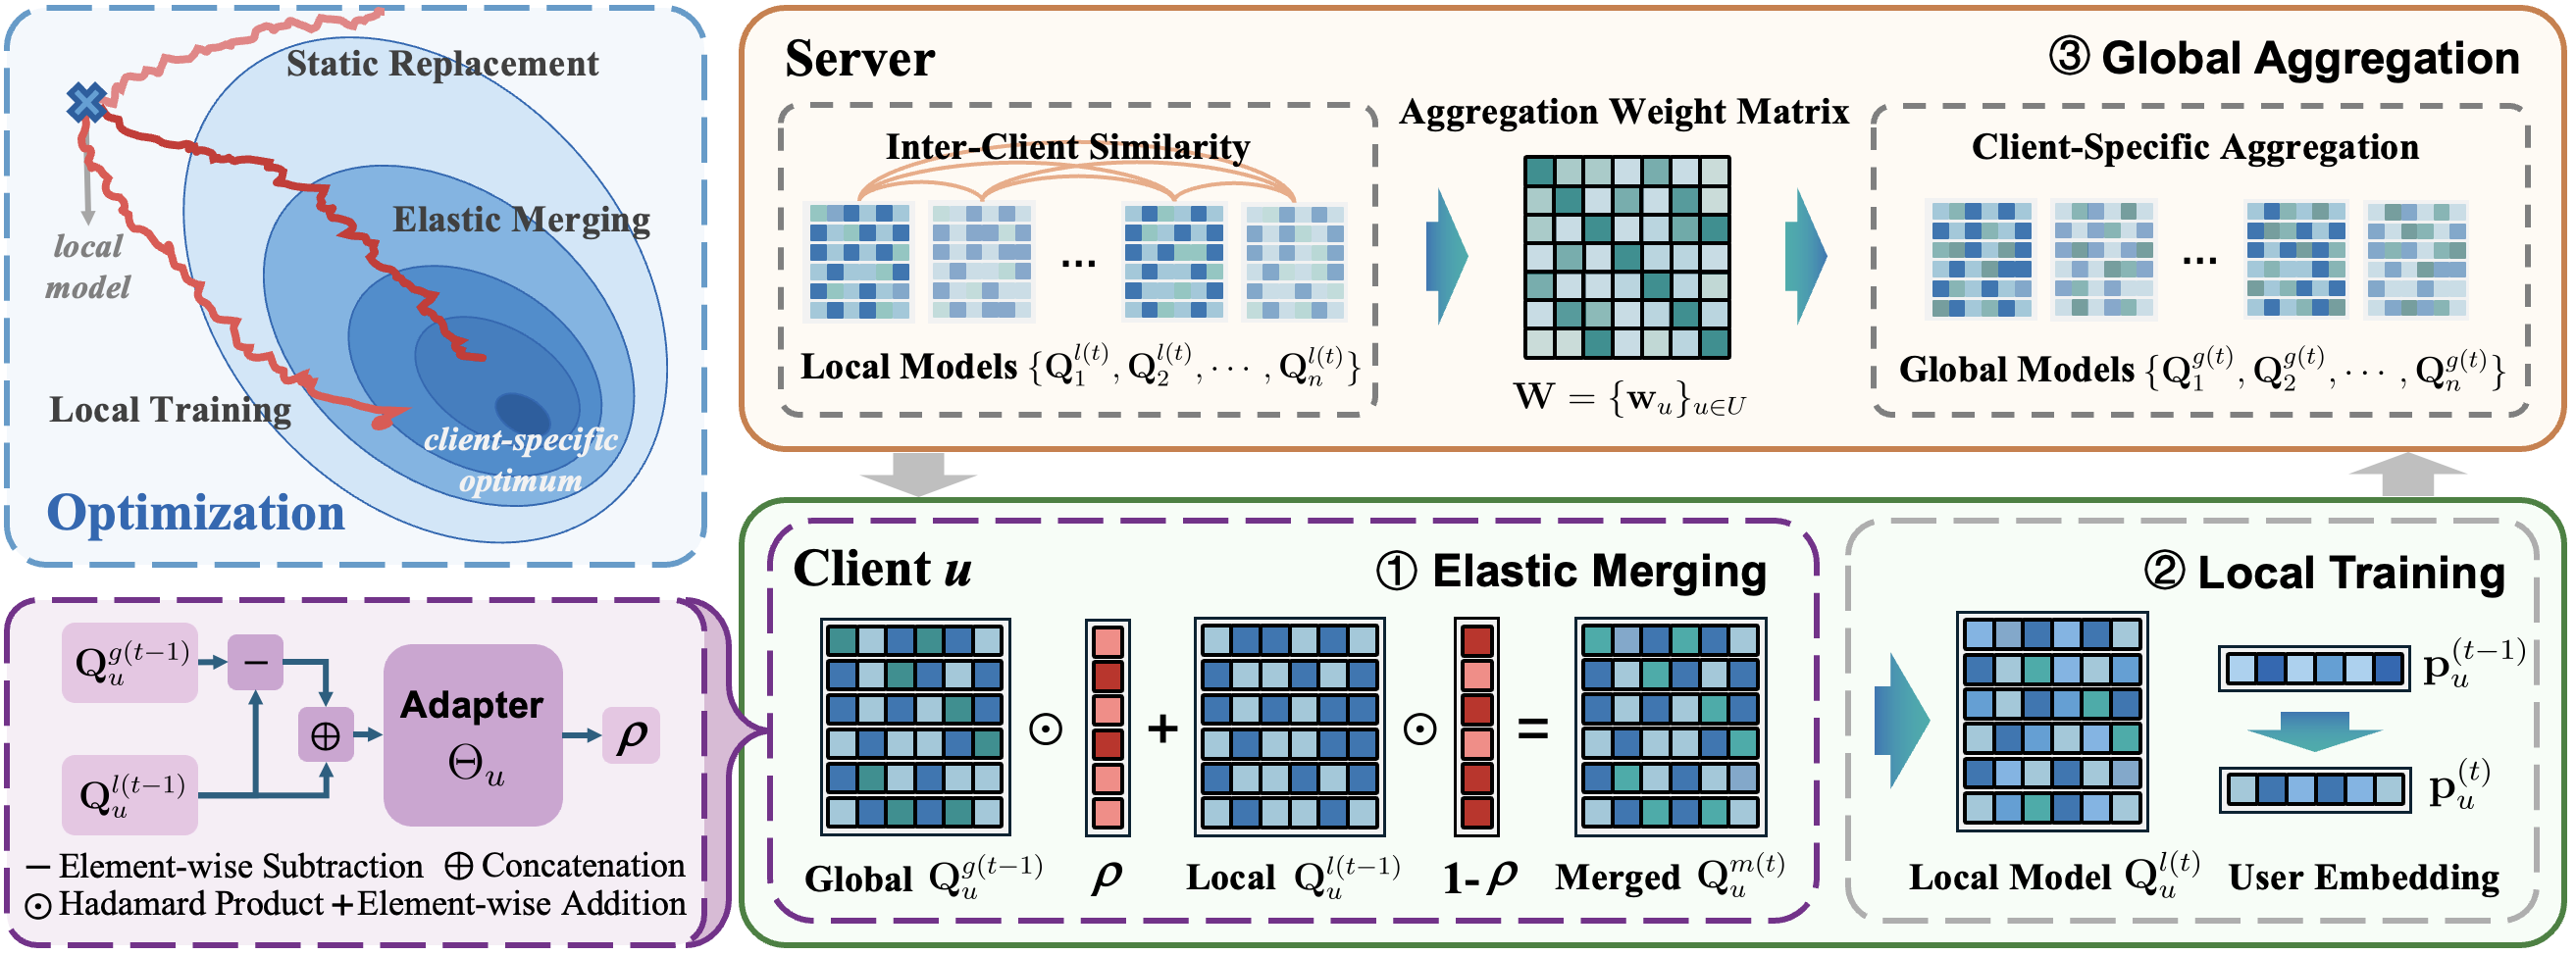 Static Replacement
Elastic Merging
local
model
Local Training
client-specific
optimum
Optimization
Server
③ Global Aggregation
Inter-Client Similarity
...
Local Models {Q_1^{l(t)}, Q_2^{l(t)}, ⋯, Q_n^{l(t)}}
Aggregation Weight Matrix
W = {w_u}_{u∈U}
Client-Specific Aggregation
...
Global Models {Q_1^{g(t)}, Q_2^{g(t)}, ⋯, Q_n^{g(t)}}
Q_u^{g(t−1)}
−
⊕
Q_u^{l(t−1)}
Adapter
Θ_u
ρ
− Element-wise Subtraction ⊕ Concatenation
⊙ Hadamard Product + Element-wise Addition
Client u
① Elastic Merging
⊙ + ⊙ =
Global Q_u^{g(t−1)} ρ Local Q_u^{l(t−1)} 1-ρ Merged Q_u^{m(t)}
② Local Training
p_u^{(t−1)}
p_u^{(t)}
Local Model Q_u^{l(t)} User Embedding